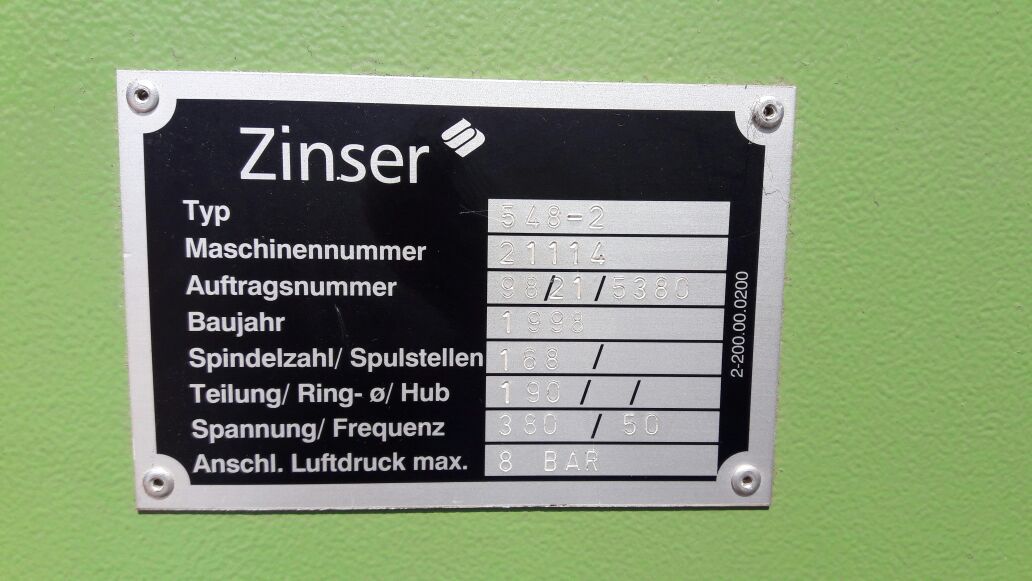 Zinser
Typ 548-2
Maschinennummer 21114
Auftragsnummer 98/21/5380
Baujahr 1998
Spindelzahl/ Spulstellen 168 /
Teilung/ Ring- ø/ Hub 190 / /
Spannung/ Frequenz 380 / 50
Anschl. Luftdruck max. 8 BAR
2-200.00.0200